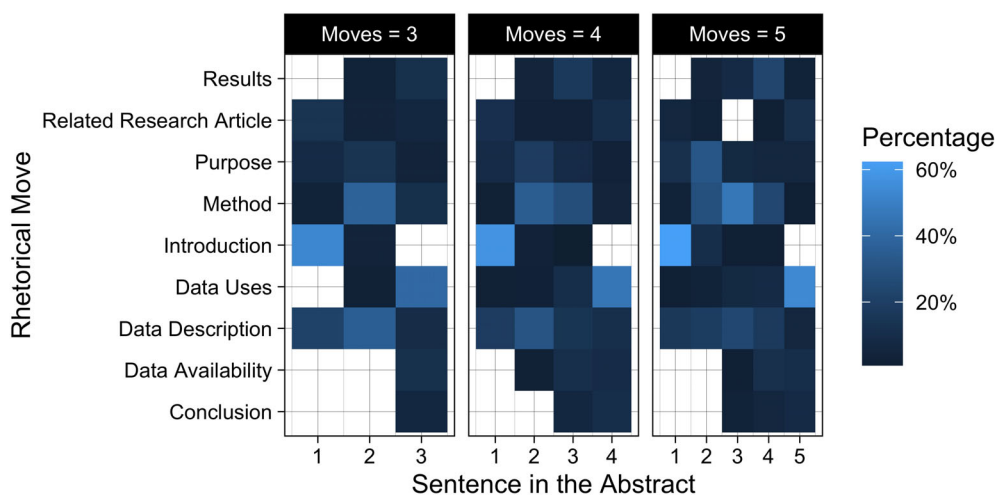 Moves = 3
Moves = 4
Moves = 5
Rhetorical Move
Results
Related Research Article
Purpose
Method
Introduction
Data Uses
Data Description
Data Availability
Conclusion
1 2 3
1 2 3 4
1 2 3 4 5
Sentence in the Abstract
Percentage
60%
40%
20%